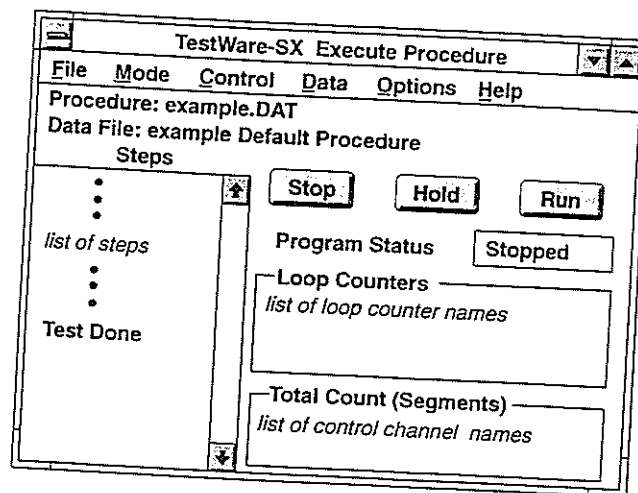 TestWare-SX Execute Procedure
File Mode Control Data Options Help
Procedure: example.DAT
Data File: example Default Procedure
Steps
list of steps
Test Done
Stop Hold Run
Program Status Stopped
Loop Counters
list of loop counter names
Total Count (Segments)
list of control channel names